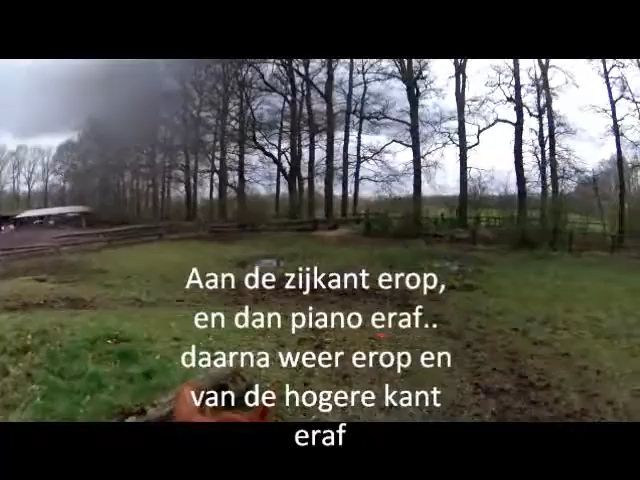 Aan de zijkant erop,
en dan piano eraf..
daarna weer erop en
van de hogere kant
eraf